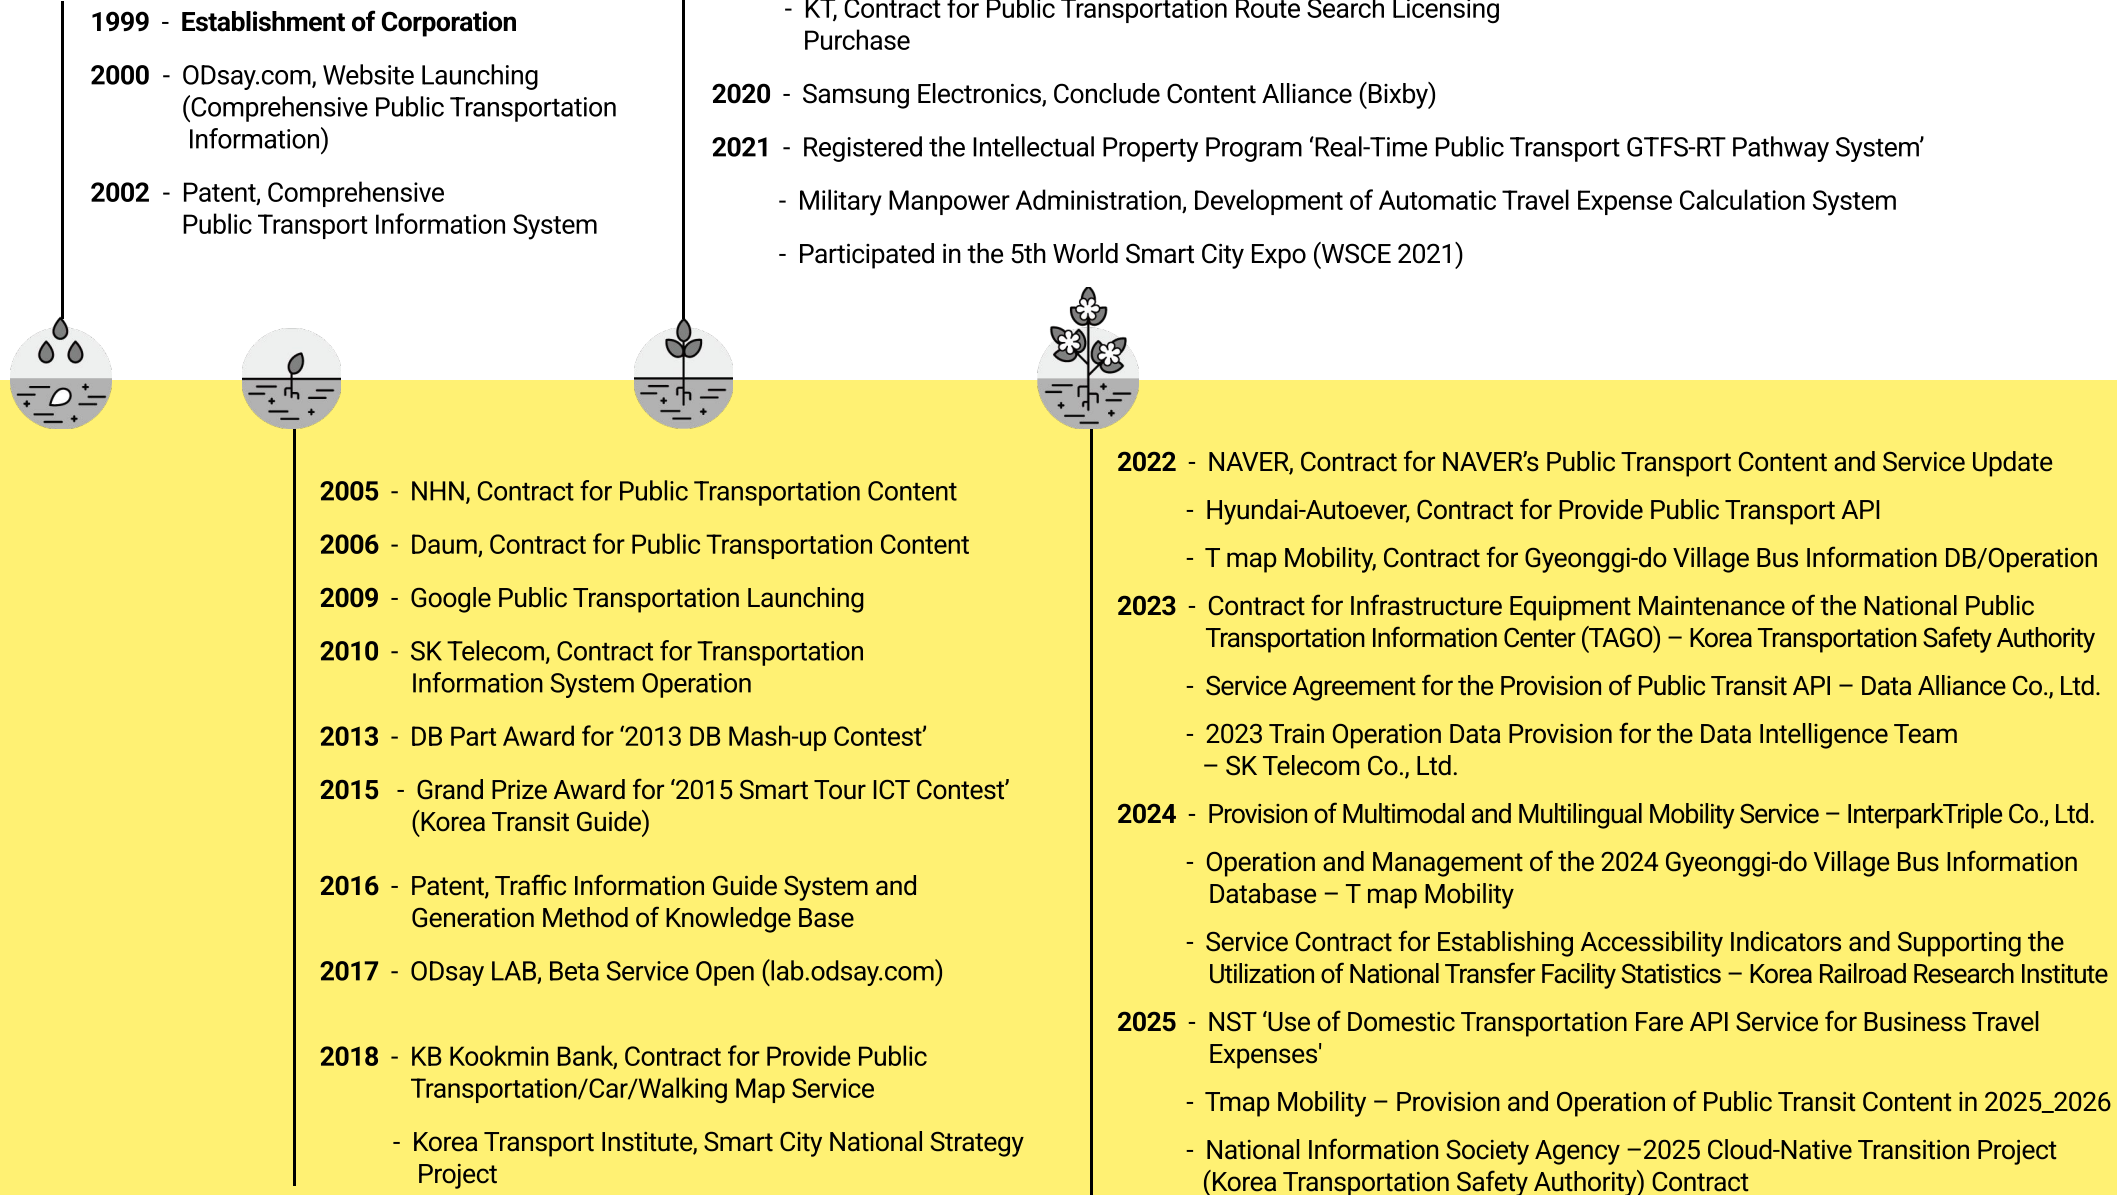 1999 - Establishment of Corporation
2000 - ODsay.com, Website Launching
(Comprehensive Public Transportation
Information)
2002 - Patent, Comprehensive
Public Transport Information System
- KT, Contract for Public Transportation Route Search Licensing
Purchase
2020 - Samsung Electronics, Conclude Content Alliance (Bixby)
2021 - Registered the Intellectual Property Program ‘Real-Time Public Transport GTFS-RT Pathway System’
- Military Manpower Administration, Development of Automatic Travel Expense Calculation System
- Participated in the 5th World Smart City Expo (WSCE 2021)
2005 - NHN, Contract for Public Transportation Content
2006 - Daum, Contract for Public Transportation Content
2009 - Google Public Transportation Launching
2010 - SK Telecom, Contract for Transportation
Information System Operation
2013 - DB Part Award for ‘2013 DB Mash-up Contest’
2015 - Grand Prize Award for ‘2015 Smart Tour ICT Contest’
(Korea Transit Guide)
2016 - Patent, Traffic Information Guide System and
Generation Method of Knowledge Base
2017 - ODsay LAB, Beta Service Open (lab.odsay.com)
2018 - KB Kookmin Bank, Contract for Provide Public
Transportation/Car/Walking Map Service
- Korea Transport Institute, Smart City National Strategy
Project
2022 - NAVER, Contract for NAVER’s Public Transport Content and Service Update
- Hyundai-Autoever, Contract for Provide Public Transport API
- T map Mobility, Contract for Gyeonggi-do Village Bus Information DB/Operation
2023 - Contract for Infrastructure Equipment Maintenance of the National Public
Transportation Information Center (TAGO) – Korea Transportation Safety Authority
- Service Agreement for the Provision of Public Transit API – Data Alliance Co., Ltd.
- 2023 Train Operation Data Provision for the Data Intelligence Team
– SK Telecom Co., Ltd.
2024 - Provision of Multimodal and Multilingual Mobility Service – InterparkTriple Co., Ltd.
- Operation and Management of the 2024 Gyeonggi-do Village Bus Information
Database – T map Mobility
- Service Contract for Establishing Accessibility Indicators and Supporting the
Utilization of National Transfer Facility Statistics – Korea Railroad Research Institute
2025 - NST ‘Use of Domestic Transportation Fare API Service for Business Travel
Expenses'
- Tmap Mobility – Provision and Operation of Public Transit Content in 2025_2026
- National Information Society Agency –2025 Cloud-Native Transition Project
(Korea Transportation Safety Authority) Contract